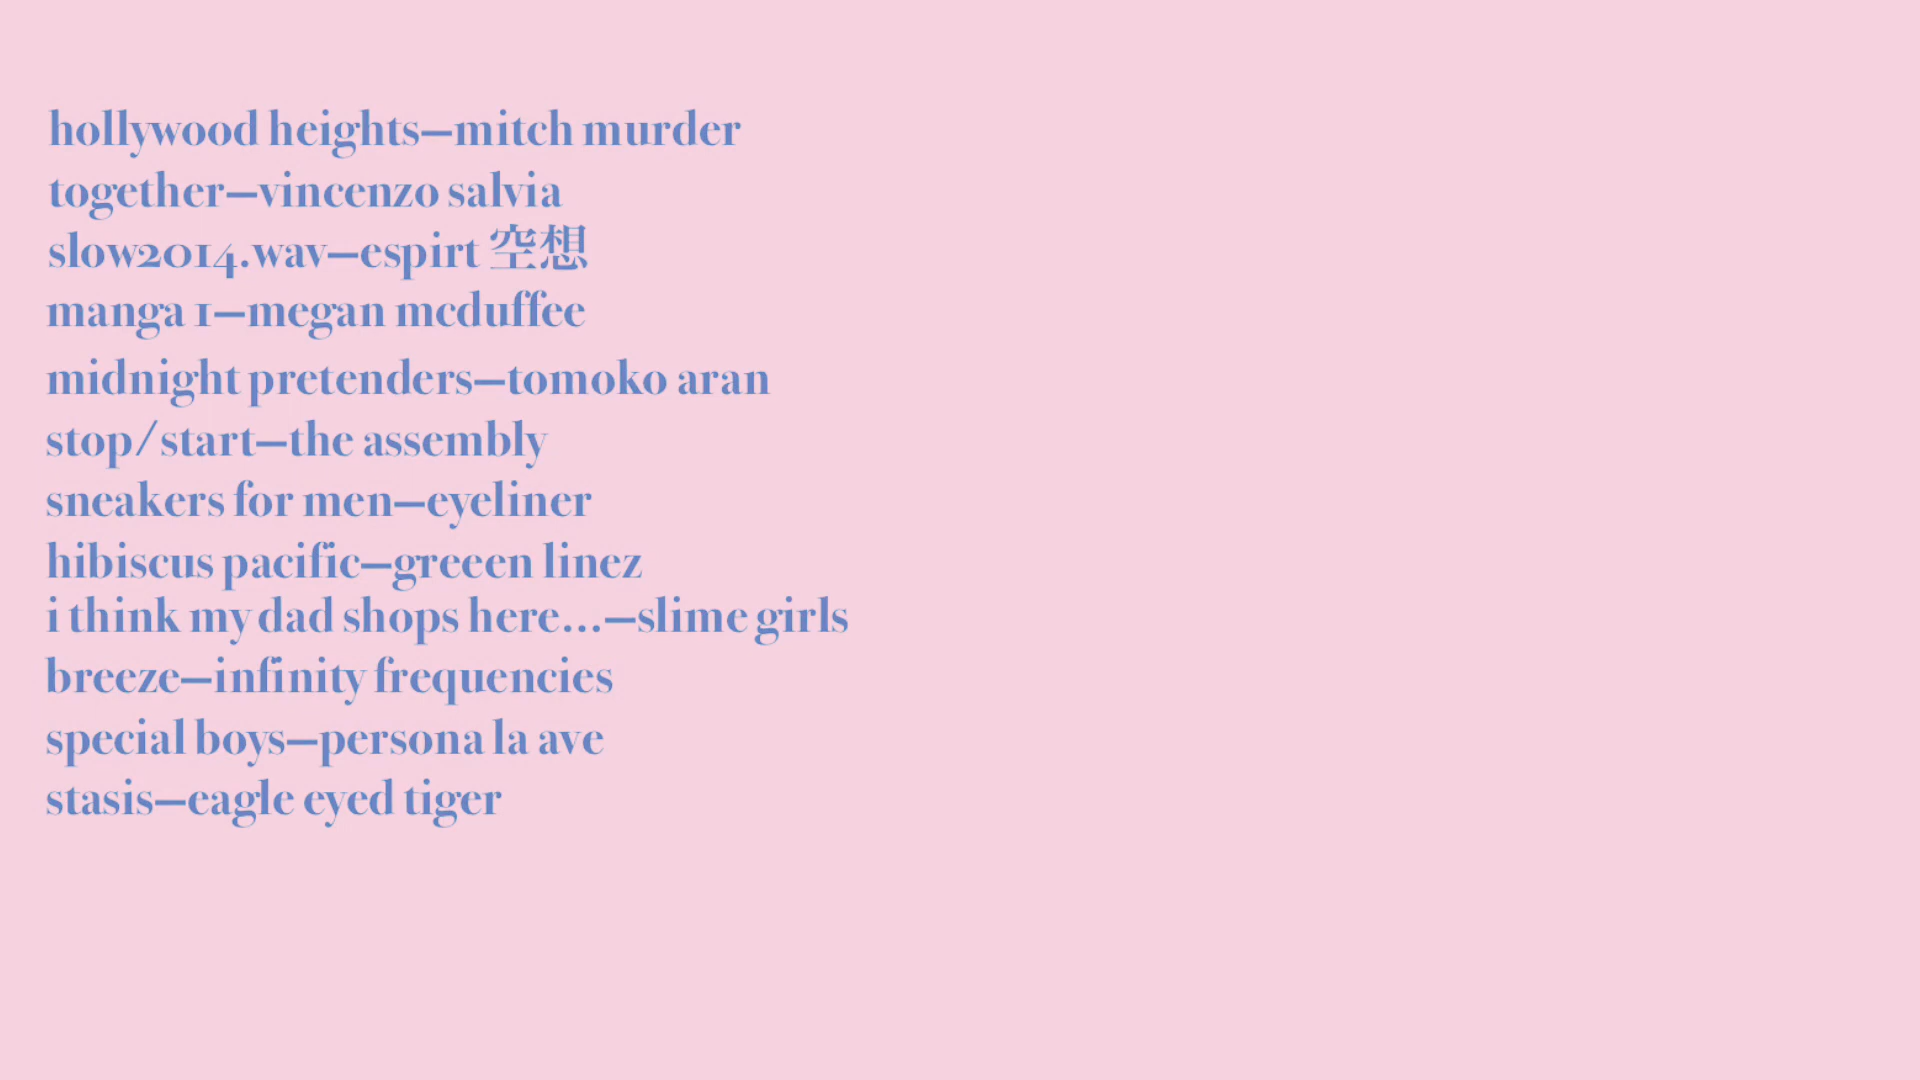 hollywood heights—mitch murder
together—vincenzo salvia
slow2014.wav—espirt 空想
manga 1—megan mcduffee
midnight pretenders—tomoko aran
stop/start—the assembly
sneakers for men—eyeliner
hibiscus pacific—greeen linez
i think my dad shops here...—slime girls
breeze—infinity frequencies
special boys—persona la ave
stasis—eagle eyed tiger